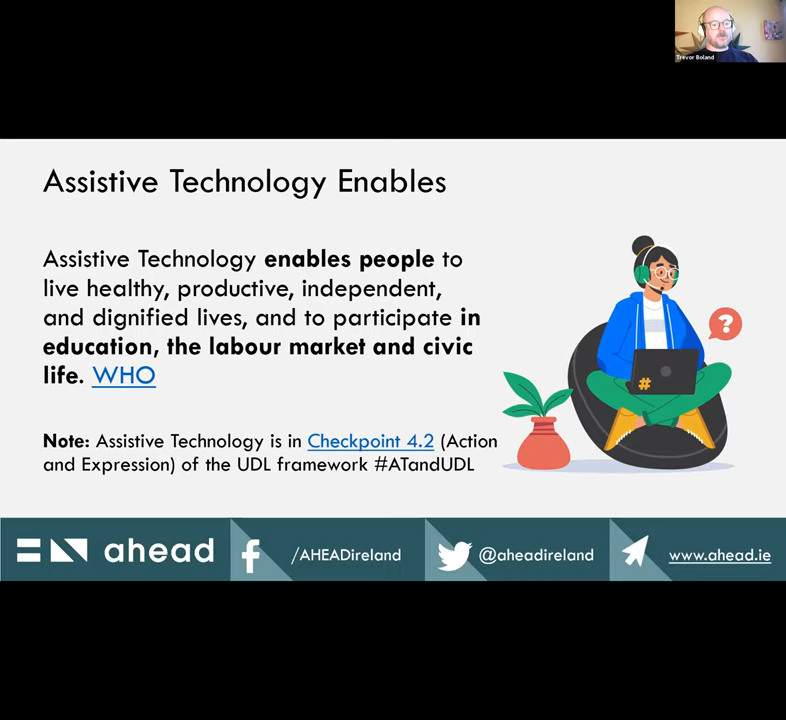 Trevor Boland
Assistive Technology Enables
Assistive Technology enables people to
live healthy, productive, independent,
and dignified lives, and to participate in
education, the labour market and civic
life. WHO
?
#
Note: Assistive Technology is in Checkpoint 4.2 (Action
and Expression) of the UDL framework #ATandUDL
ahead
/AHEADireland
@aheadireland
www.ahead.ie